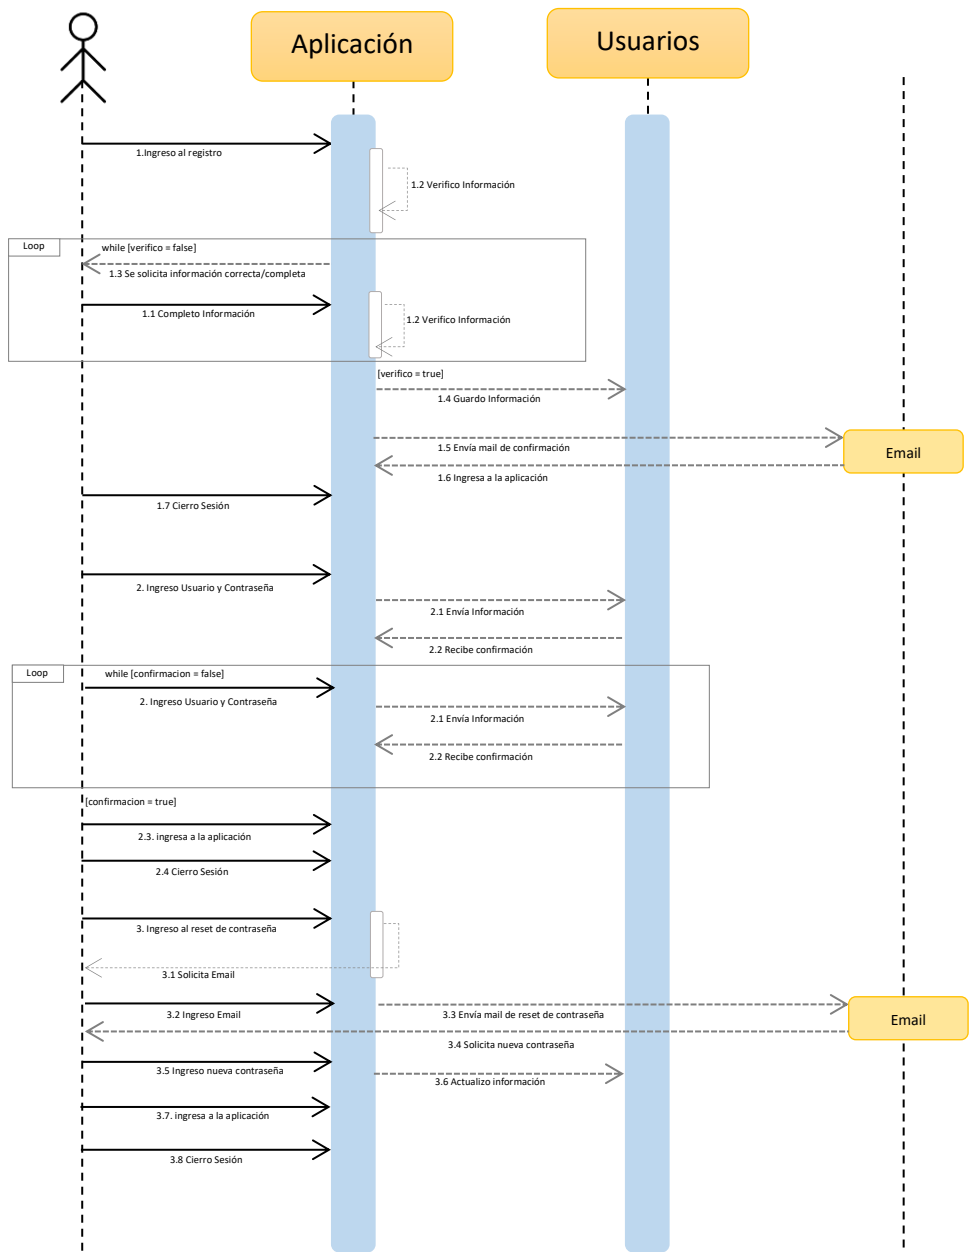 Aplicación
Usuarios
1.Ingreso al registro
1.2 Verifico Información
Loop
while [verifico = false]
1.3 Se solicita información correcta/completa
1.1 Completo Información
1.2 Verifico Información
[verifico = true]
1.4 Guardo Información
1.5 Envía mail de confirmación
Email
1.6 Ingresa a la aplicación
1.7 Cierro Sesión
2. Ingreso Usuario y Contraseña
2.1 Envía Información
2.2 Recibe confirmación
Loop
while [confirmacion = false]
2. Ingreso Usuario y Contraseña
2.1 Envía Información
2.2 Recibe confirmación
[confirmacion = true]
2.3. ingresa a la aplicación
2.4 Cierro Sesión
3. Ingreso al reset de contraseña
3.1 Solicita Email
3.2 Ingreso Email
3.3 Envía mail de reset de contraseña
Email
3.4 Solicita nueva contraseña
3.5 Ingreso nueva contraseña
3.6 Actualizo información
3.7. ingresa a la aplicación
3.8 Cierro Sesión